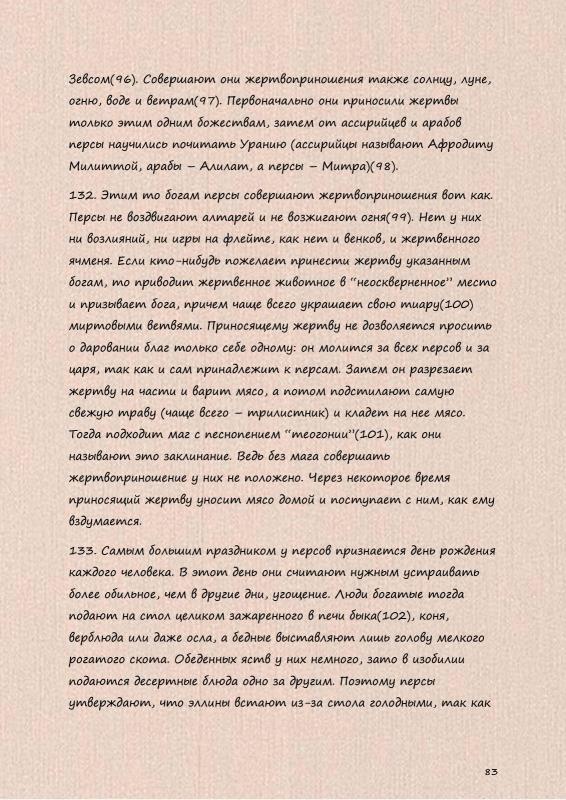 Зевсом(96). Совершают они жертвоприношения также солнцу, луне,
огню, воде и ветрам(97). Первоначально они приносили жертвы
только этим одним божествам, затем от ассирийцев и арабов
персы научились почитать Уранию (ассирийцы называют Афродиту
Милиттой, арабы – Алилат, а персы – Митра)(98).
132. Этим то богам персы совершают жертвоприношения вот как.
Персы не воздвигают алтарей и не возжигают огня(99). Нет у них
ни возлияний, ни игры на флейте, как нет и венков, и жертвенного
ячменя. Если кто-нибудь пожелает принести жертву указанным
богам, то приводит жертвенное животное в “неоскверненное” место
и призывает бога, причем чаще всего украшает свою тиару(100)
миртовыми ветвями. Приносящему жертву не дозволяется просить
о даровании благ только себе одному: он молится за всех персов и за
царя, так как и сам принадлежит к персам. Затем он разрезает
жертву на части и варит мясо, а потом подстилают самую
свежую траву (чаще всего – трилистник) и кладет на нее мясо.
Тогда подходит маг с песнопением “теогонии”(101), как они
называют это заклинание. Ведь без мага совершать
жертвоприношение у них не положено. Через некоторое время
приносящий жертву уносит мясо домой и поступает с ним, как ему
вздумается.
133. Самым большим праздником у персов признается день рождения
каждого человека. В этот день они считают нужным устраивать
более обильное, чем в другие дни, угощение. Люди богатые тогда
подают на стол целиком зажаренного в печи быка(102), коня,
верблюда или даже осла, а бедные выставляют лишь голову мелкого
рогатого скота. Обеденных яств у них немного, зато в изобилии
подаются десертные блюда одно за другим. Поэтому персы
утверждают, что эллины встают из-за стола голодными, так как
83